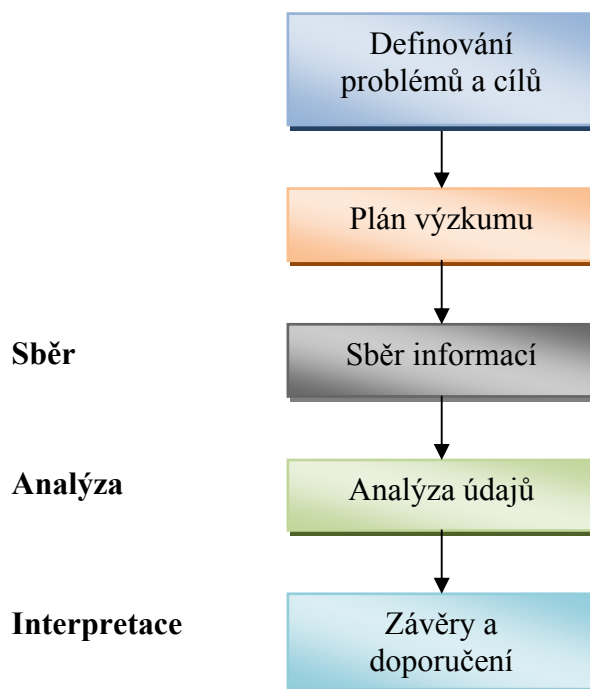 Definování
problémů a cílů
Plán výzkumu
Sběr
Sběr informací
Analýza
Analýza údajů
Interpretace
Závěry a
doporučení